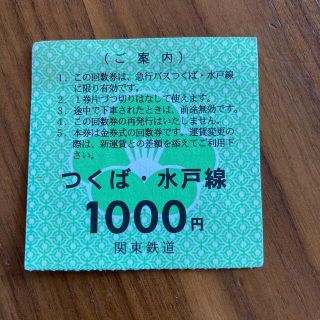 （ご案内）
1．この回数券は、急行バスつくば・水戸線
に限り有効です。
2．1券片づつ切りはなして使えます。
3．途中で下車されたときは、前途無効です。
4．この回数券の再発行はいたしません。
5．本券は金券式の回数券です。運賃変更の
際は、新運賃との差額を添えてご利用下
さい。
つくば・水戸線
1000円
関東鉄道